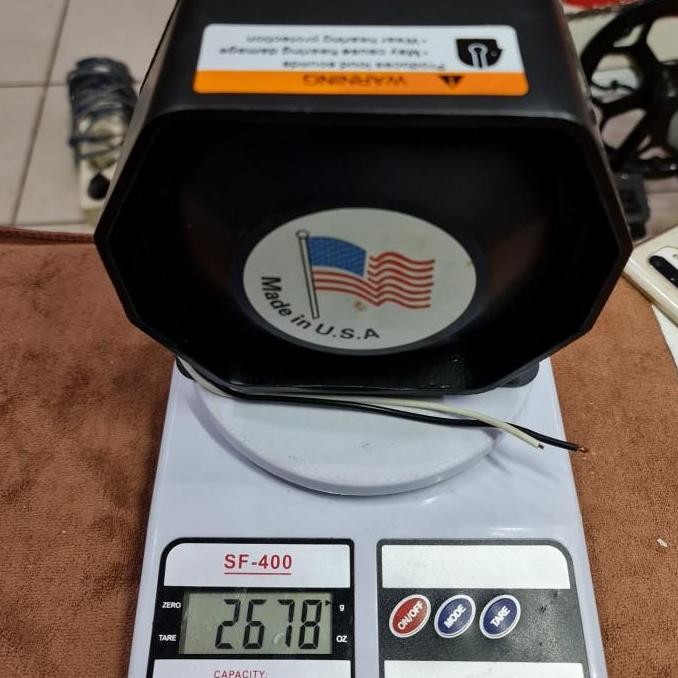 WARNING
Produces loud sounds
• May cause hearing damage
• Wear hearing protection
Made in U.S.A
SF-400
ZERO
TARE
2678
g
OZ
ON/OFF
MODE
TARE
CAPACITY: